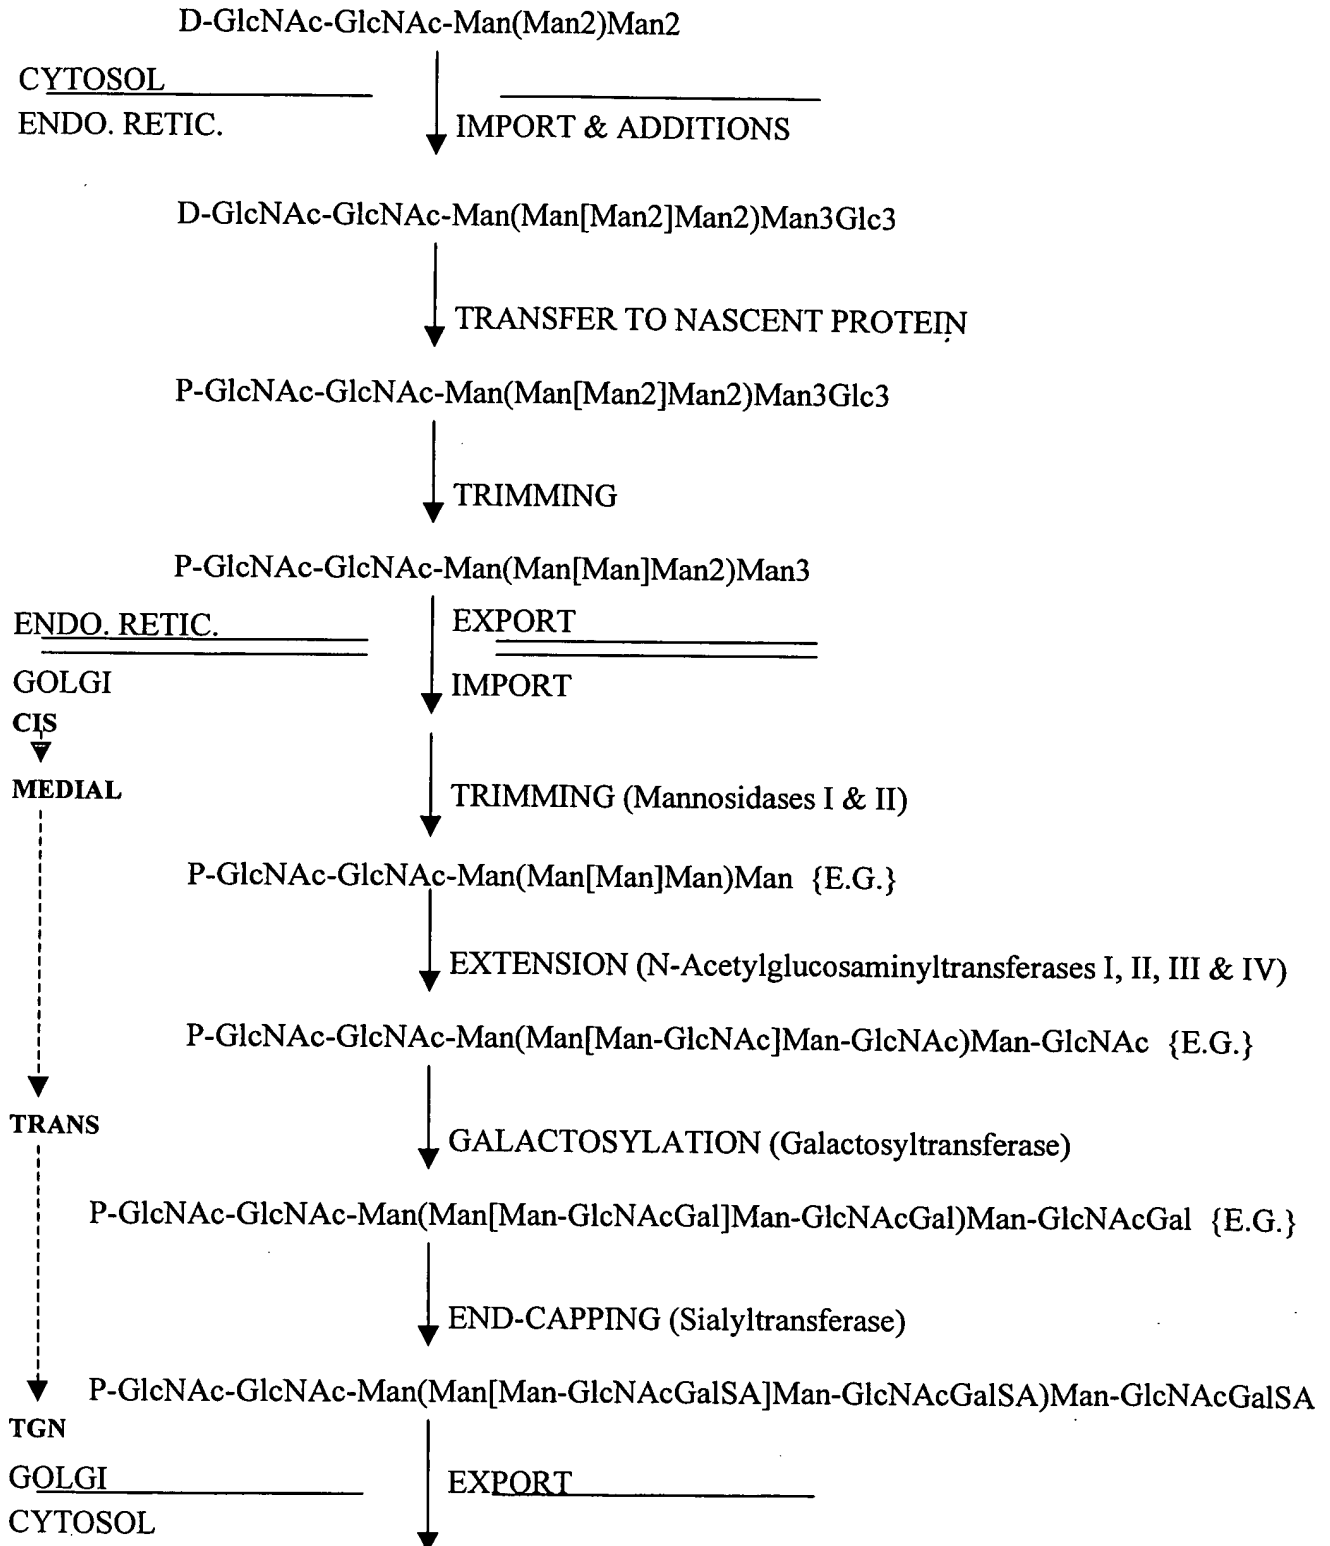 D-GlcNAc-GlcNAc-Man(Man2)Man2
CYTOSOL
ENDO. RETIC.
IMPORT & ADDITIONS
D-GlcNAc-GlcNAc-Man(Man[Man2]Man2)Man3Glc3
TRANSFER TO NASCENT PROTEIN
P-GlcNAc-GlcNAc-Man(Man[Man2]Man2)Man3Glc3
TRIMMING
P-GlcNAc-GlcNAc-Man(Man[Man]Man2)Man3
ENDO. RETIC.
EXPORT
GOLGI
IMPORT
CIS
MEDIAL
TRIMMING (Mannosidases I & II)
P-GlcNAc-GlcNAc-Man(Man[Man]Man)Man {E.G.}
EXTENSION (N-Acetylglucosaminyltransferases I, II, III & IV)
P-GlcNAc-GlcNAc-Man(Man[Man-GlcNAc]Man-GlcNAc)Man-GlcNAc {E.G.}
TRANS
GALACTOSYLATION (Galactosyltransferase)
P-GlcNAc-GlcNAc-Man(Man[Man-GlcNAcGal]Man-GlcNAcGal)Man-GlcNAcGal {E.G.}
END-CAPPING (Sialyltransferase)
P-GlcNAc-GlcNAc-Man(Man[Man-GlcNAcGalSA]Man-GlcNAcGalSA)Man-GlcNAcGalSA
TGN
GOLGI
EXPORT
CYTOSOL